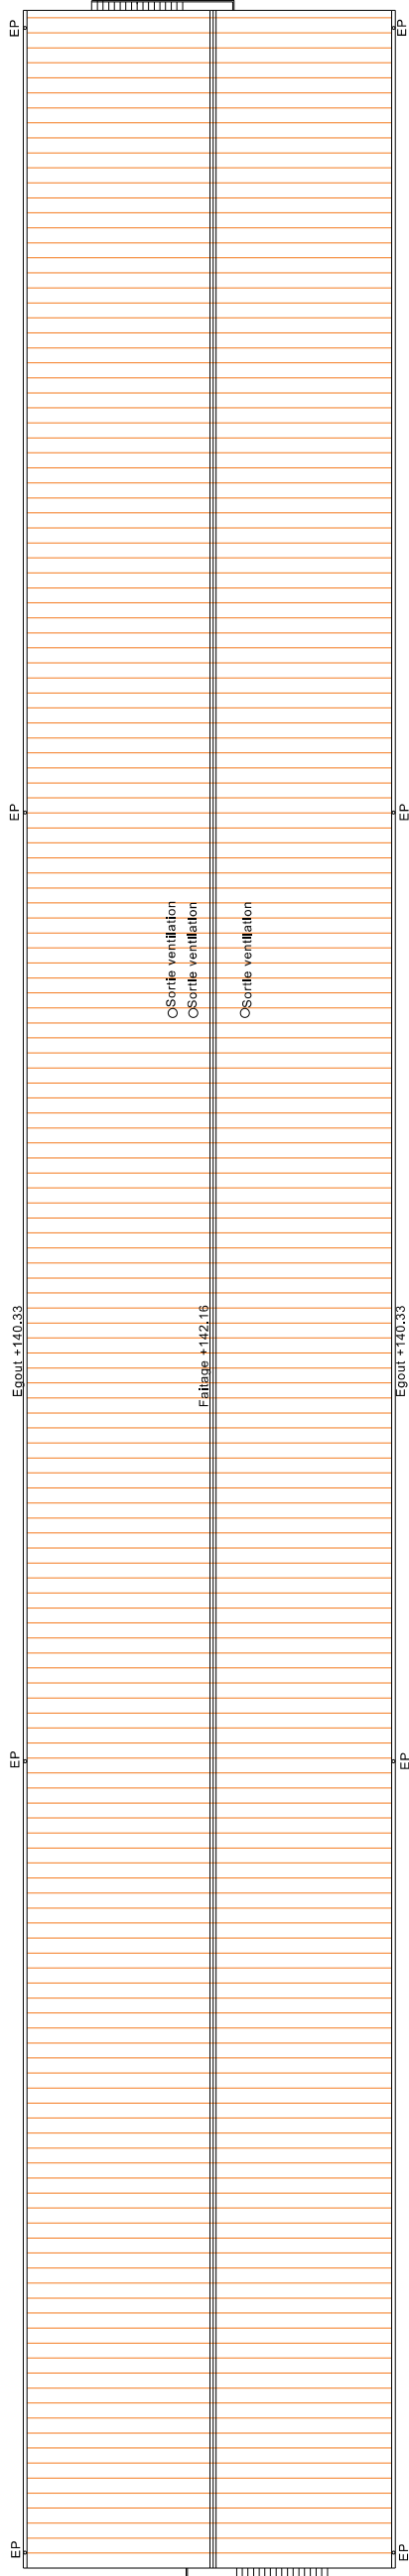 EP
EP
EP
EP
Sortie ventilation
Sortie ventilation
Sortie ventilation
Egout +140.33
Faitage +142.16
Egout +140.33
EP
EP
EP
EP